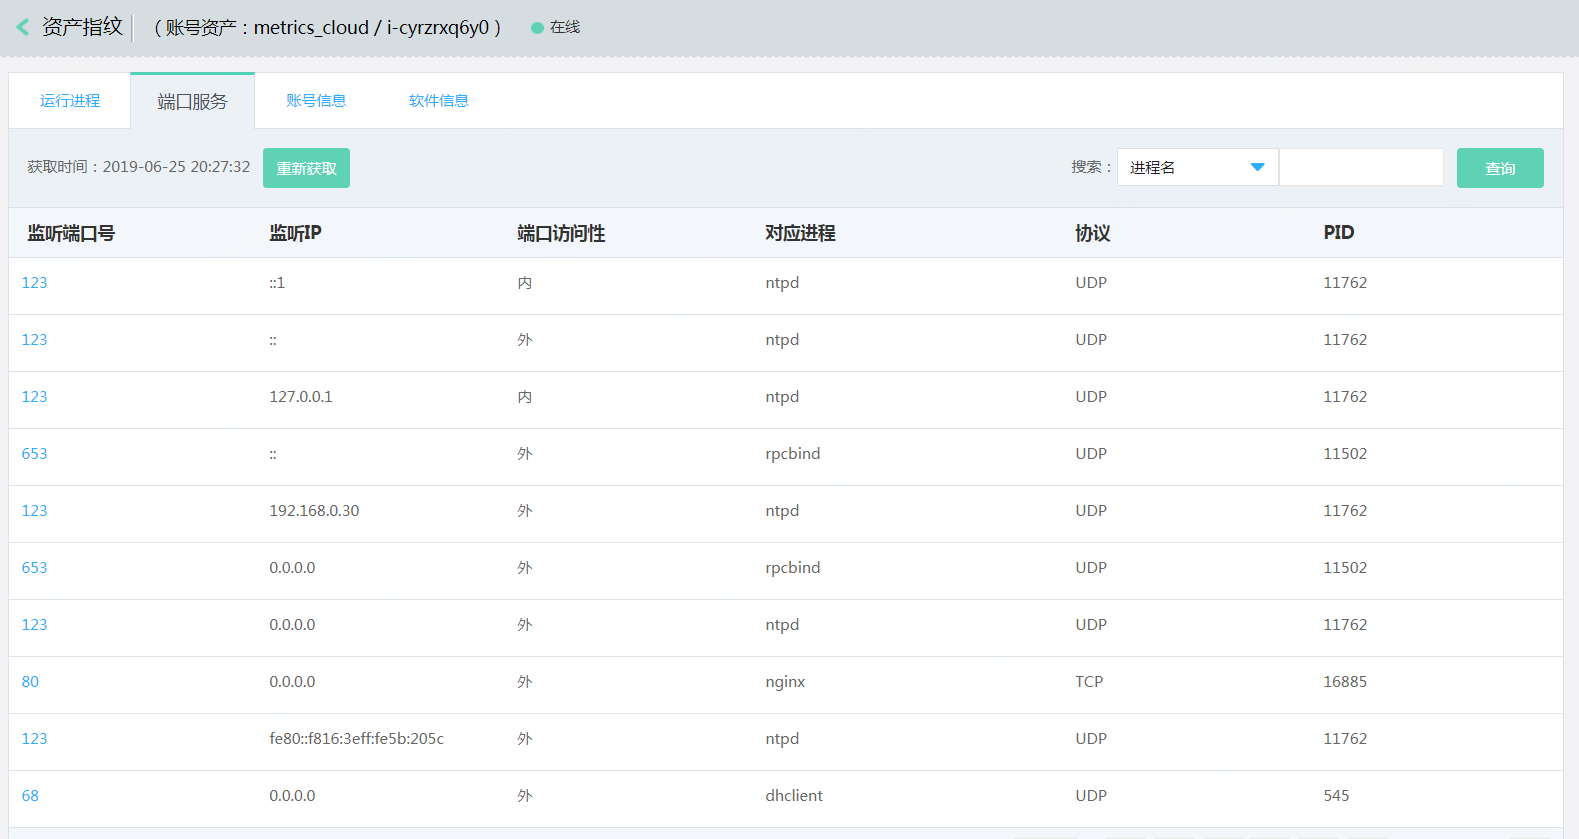 资产指纹 （账号资产：metrics_cloud / i-cyrzrxq6y0） 在线
运行进程 端口服务 账号信息 软件信息
获取时间：2019-06-25 20:27:32 重新获取 搜索： 进程名 查询
监听端口号 监听IP 端口访问性 对应进程 协议 PID
123 ::1 内 ntpd UDP 11762
123 :: 外 ntpd UDP 11762
123 127.0.0.1 内 ntpd UDP 11762
653 :: 外 rpcbind UDP 11502
123 192.168.0.30 外 ntpd UDP 11762
653 0.0.0.0 外 rpcbind UDP 11502
123 0.0.0.0 外 ntpd UDP 11762
80 0.0.0.0 外 nginx TCP 16885
123 fe80::f816:3eff:fe5b:205c 外 ntpd UDP 11762
68 0.0.0.0 外 dhclient UDP 545